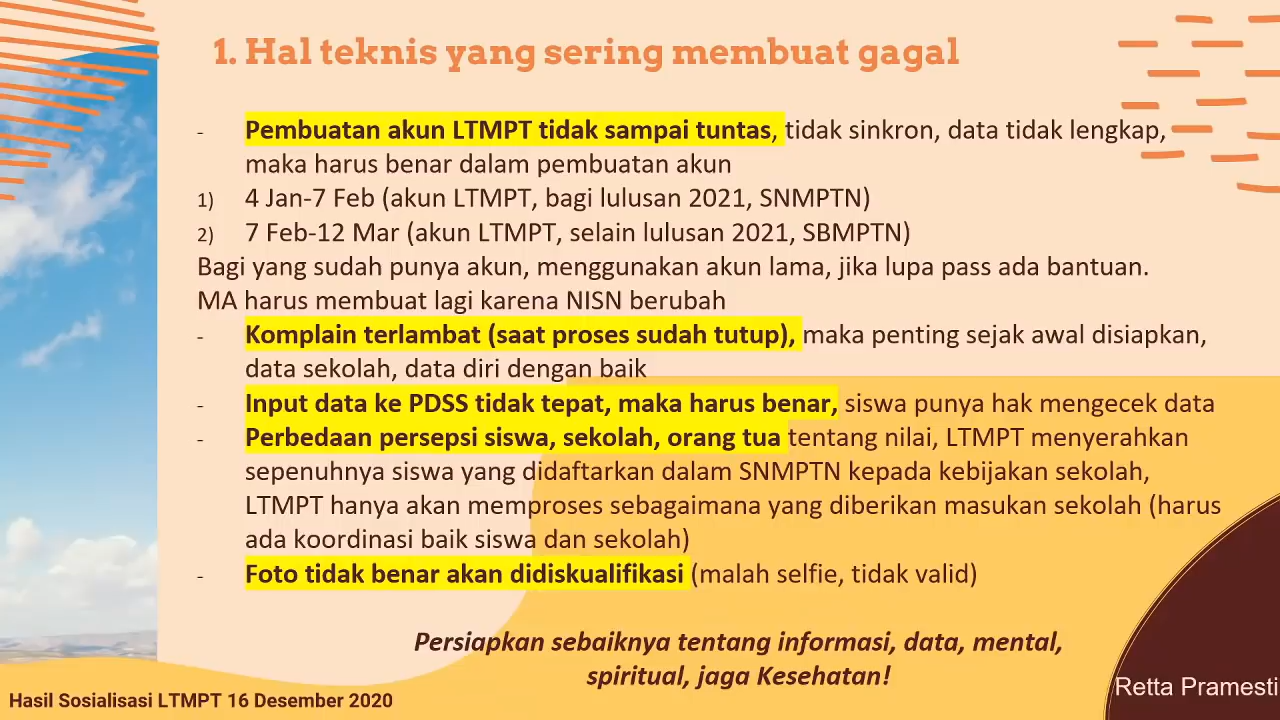 1. Hal teknis yang sering membuat gagal
- Pembuatan akun LTMPT tidak sampai tuntas, tidak sinkron, data tidak lengkap,
maka harus benar dalam pembuatan akun
1) 4 Jan-7 Feb (akun LTMPT, bagi lulusan 2021, SNMPTN)
2) 7 Feb-12 Mar (akun LTMPT, selain lulusan 2021, SBMPTN)
Bagi yang sudah punya akun, menggunakan akun lama, jika lupa pass ada bantuan.
MA harus membuat lagi karena NISN berubah
- Komplain terlambat (saat proses sudah tutup), maka penting sejak awal disiapkan,
data sekolah, data diri dengan baik
- Input data ke PDSS tidak tepat, maka harus benar, siswa punya hak mengecek data
- Perbedaan persepsi siswa, sekolah, orang tua tentang nilai, LTMPT menyerahkan
sepenuhnya siswa yang didaftarkan dalam SNMPTN kepada kebijakan sekolah,
LTMPT hanya akan memproses sebagaimana yang diberikan masukan sekolah (harus
ada koordinasi baik siswa dan sekolah)
- Foto tidak benar akan didiskualifikasi (malah selfie, tidak valid)
Persiapkan sebaiknya tentang informasi, data, mental,
spiritual, jaga Kesehatan!
Hasil Sosialisasi LTMPT 16 Desember 2020
Retta Pramesti